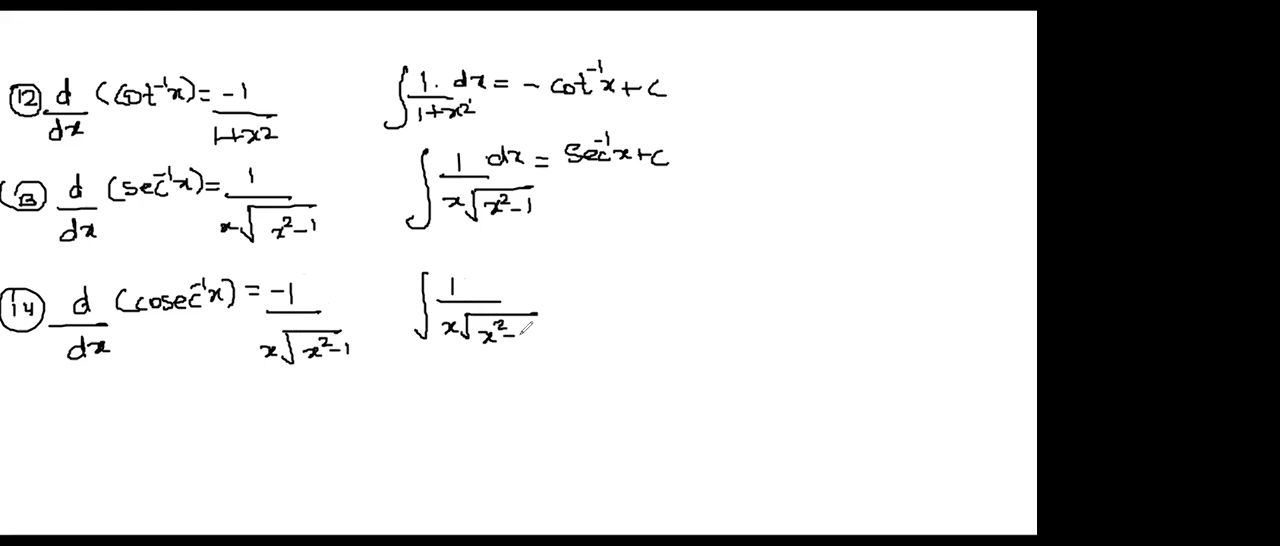 (12) d/dx (cot⁻¹x) = -1/1+x2 ∫ 1/1+x² . dx = - cot⁻¹x + c
(13) d/dx (sec⁻¹x) = 1/x√x²-1 ∫ 1/x√x²-1 . dx = sec⁻¹x + c
(14) d/dx (cosec⁻¹x) = -1/x√x²-1 ∫ 1/x√x²-